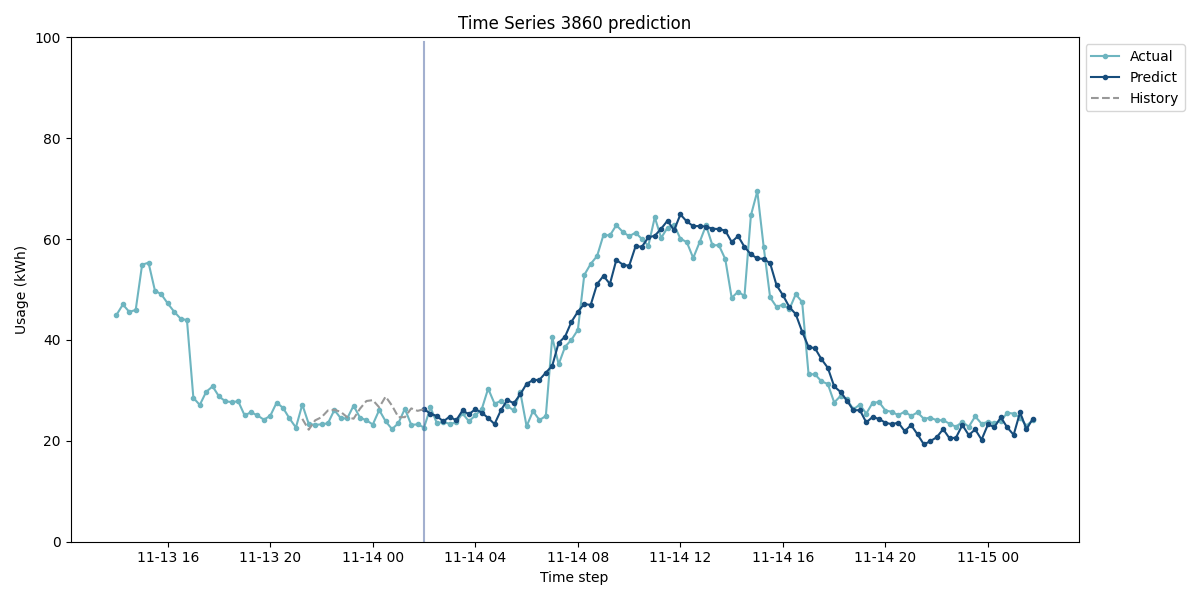 Time Series 3860 prediction
100
80
60
40
20
0
Usage (kWh)
11-13 16
11-13 20
11-14 00
11-14 04
11-14 08
11-14 12
11-14 16
11-14 20
11-15 00
Time step
Actual
Predict
History